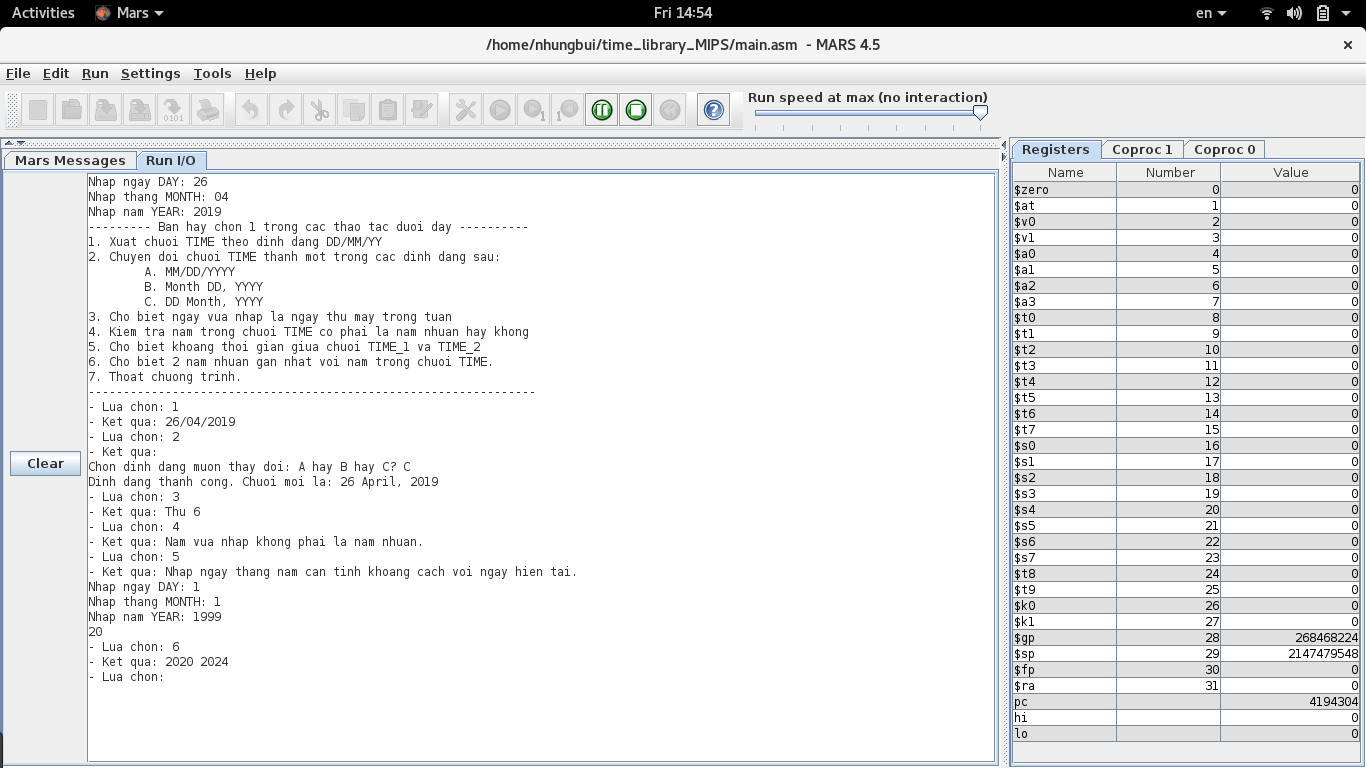 Activities Mars Fri 14:54 en
/home/nhungbui/time_library_MIPS/main.asm - MARS 4.5 ×
File Edit Run Settings Tools Help
Run speed at max (no interaction)
Mars Messages Run I/O
Clear
Nhap ngay DAY: 26
Nhap thang MONTH: 04
Nhap nam YEAR: 2019
--------- Ban hay chon 1 trong cac thao tac duoi day ----------
1. Xuat chuoi TIME theo dinh dang DD/MM/YY
2. Chuyen doi chuoi TIME thanh mot trong cac dinh dang sau:
A. MM/DD/YYYY
B. Month DD, YYYY
C. DD Month, YYYY
3. Cho biet ngay vua nhap la ngay thu may trong tuan
4. Kiem tra nam trong chuoi TIME co phai la nam nhuan hay khong
5. Cho biet khoang thoi gian giua chuoi TIME_1 va TIME_2
6. Cho biet 2 nam nhuan gan nhat voi nam trong chuoi TIME.
7. Thoat chuong trinh.
----------------------------------------------------------------
- Lua chon: 1
- Ket qua: 26/04/2019
- Lua chon: 2
- Ket qua:
Chon dinh dang muon thay doi: A hay B hay C? C
Dinh dang thanh cong. Chuoi moi la: 26 April, 2019
- Lua chon: 3
- Ket qua: Thu 6
- Lua chon: 4
- Ket qua: Nam vua nhap khong phai la nam nhuan.
- Lua chon: 5
- Ket qua: Nhap ngay thang nam can tinh khoang cach voi ngay hien tai.
Nhap ngay DAY: 1
Nhap thang MONTH: 1
Nhap nam YEAR: 1999
20
- Lua chon: 6
- Ket qua: 2020 2024
- Lua chon:
Registers Coproc 1 Coproc 0
Name Number Value
$zero 0 0
$at 1 0
$v0 2 0
$v1 3 0
$a0 4 0
$a1 5 0
$a2 6 0
$a3 7 0
$t0 8 0
$t1 9 0
$t2 10 0
$t3 11 0
$t4 12 0
$t5 13 0
$t6 14 0
$t7 15 0
$s0 16 0
$s1 17 0
$s2 18 0
$s3 19 0
$s4 20 0
$s5 21 0
$s6 22 0
$s7 23 0
$t8 24 0
$t9 25 0
$k0 26 0
$k1 27 0
$gp 28 268468224
$sp 29 2147479548
$fp 30 0
$ra 31 0
pc 4194304
hi 0
lo 0